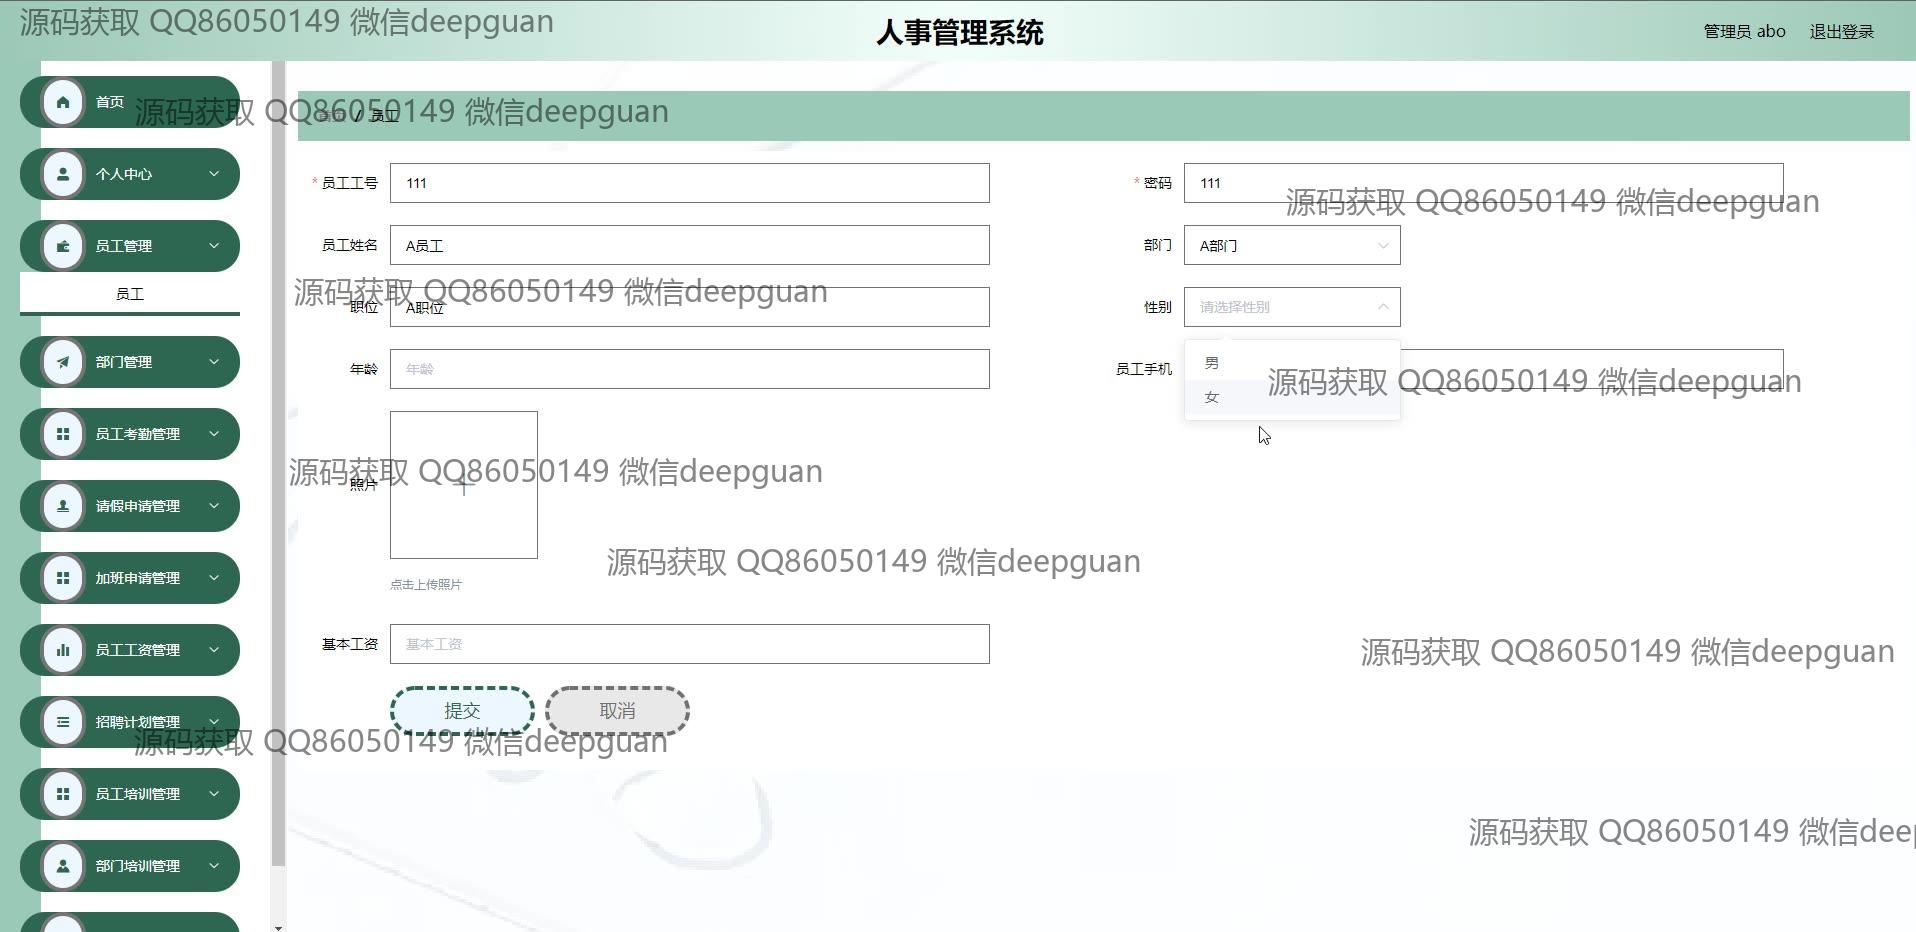 源码获取 QQ86050149 微信deepguan
人事管理系统
管理员 abo 退出登录
首页
源码获取 QQ86050149 微信deepguan
首页 / 员工
个人中心
员工管理
员工
部门管理
员工考勤管理
请假申请管理
加班申请管理
员工工资管理
招聘计划管理
员工培训管理
部门培训管理
* 员工工号 111
* 密码 111
源码获取 QQ86050149 微信deepguan
员工姓名 A员工
部门 A部门
源码获取 QQ86050149 微信deepguan
职位 A职位
性别 请选择性别
男
女
年龄 年龄
员工手机
源码获取 QQ86050149 微信deepguan
源码获取 QQ86050149 微信deepguan
照片
源码获取 QQ86050149 微信deepguan
点击上传照片
基本工资 基本工资
源码获取 QQ86050149 微信deepguan
提交 取消
源码获取 QQ86050149 微信deepguan
源码获取 QQ86050149 微信deep